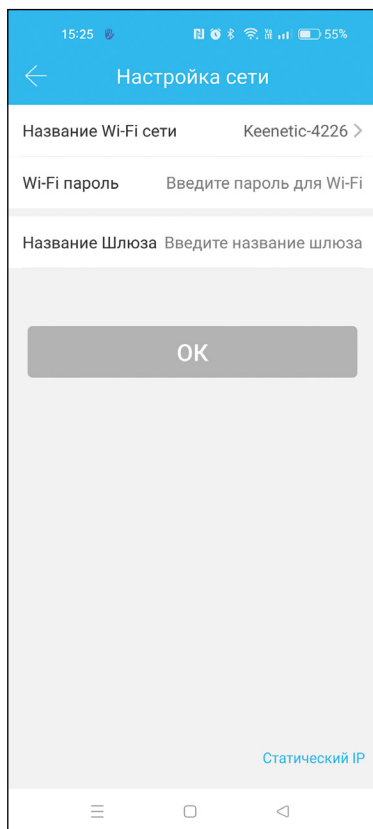 15:25 55%
Настройка сети
Название Wi-Fi сети Keenetic-4226
Wi-Fi пароль Введите пароль для Wi-Fi
Название Шлюза Введите название шлюза
ОК
Статический IP